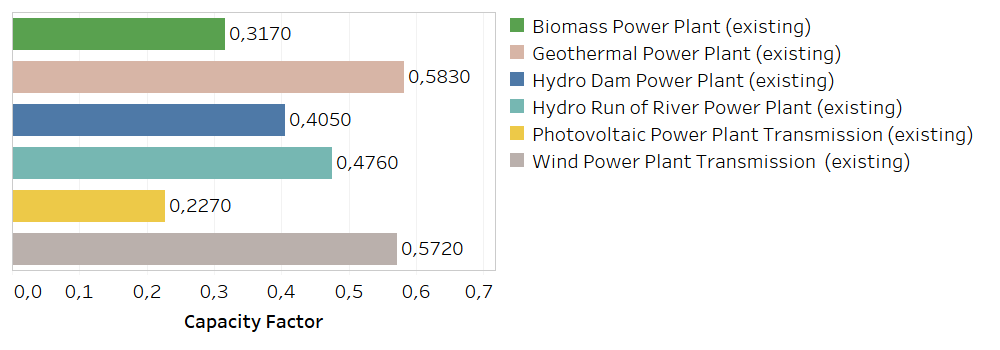 0,3170
0,5830
0,4050
0,4760
0,2270
0,5720
0,0 0,1 0,2 0,3 0,4 0,5 0,6 0,7
Capacity Factor
Biomass Power Plant (existing)
Geothermal Power Plant (existing)
Hydro Dam Power Plant (existing)
Hydro Run of River Power Plant (existing)
Photovoltaic Power Plant Transmission (existing)
Wind Power Plant Transmission  (existing)